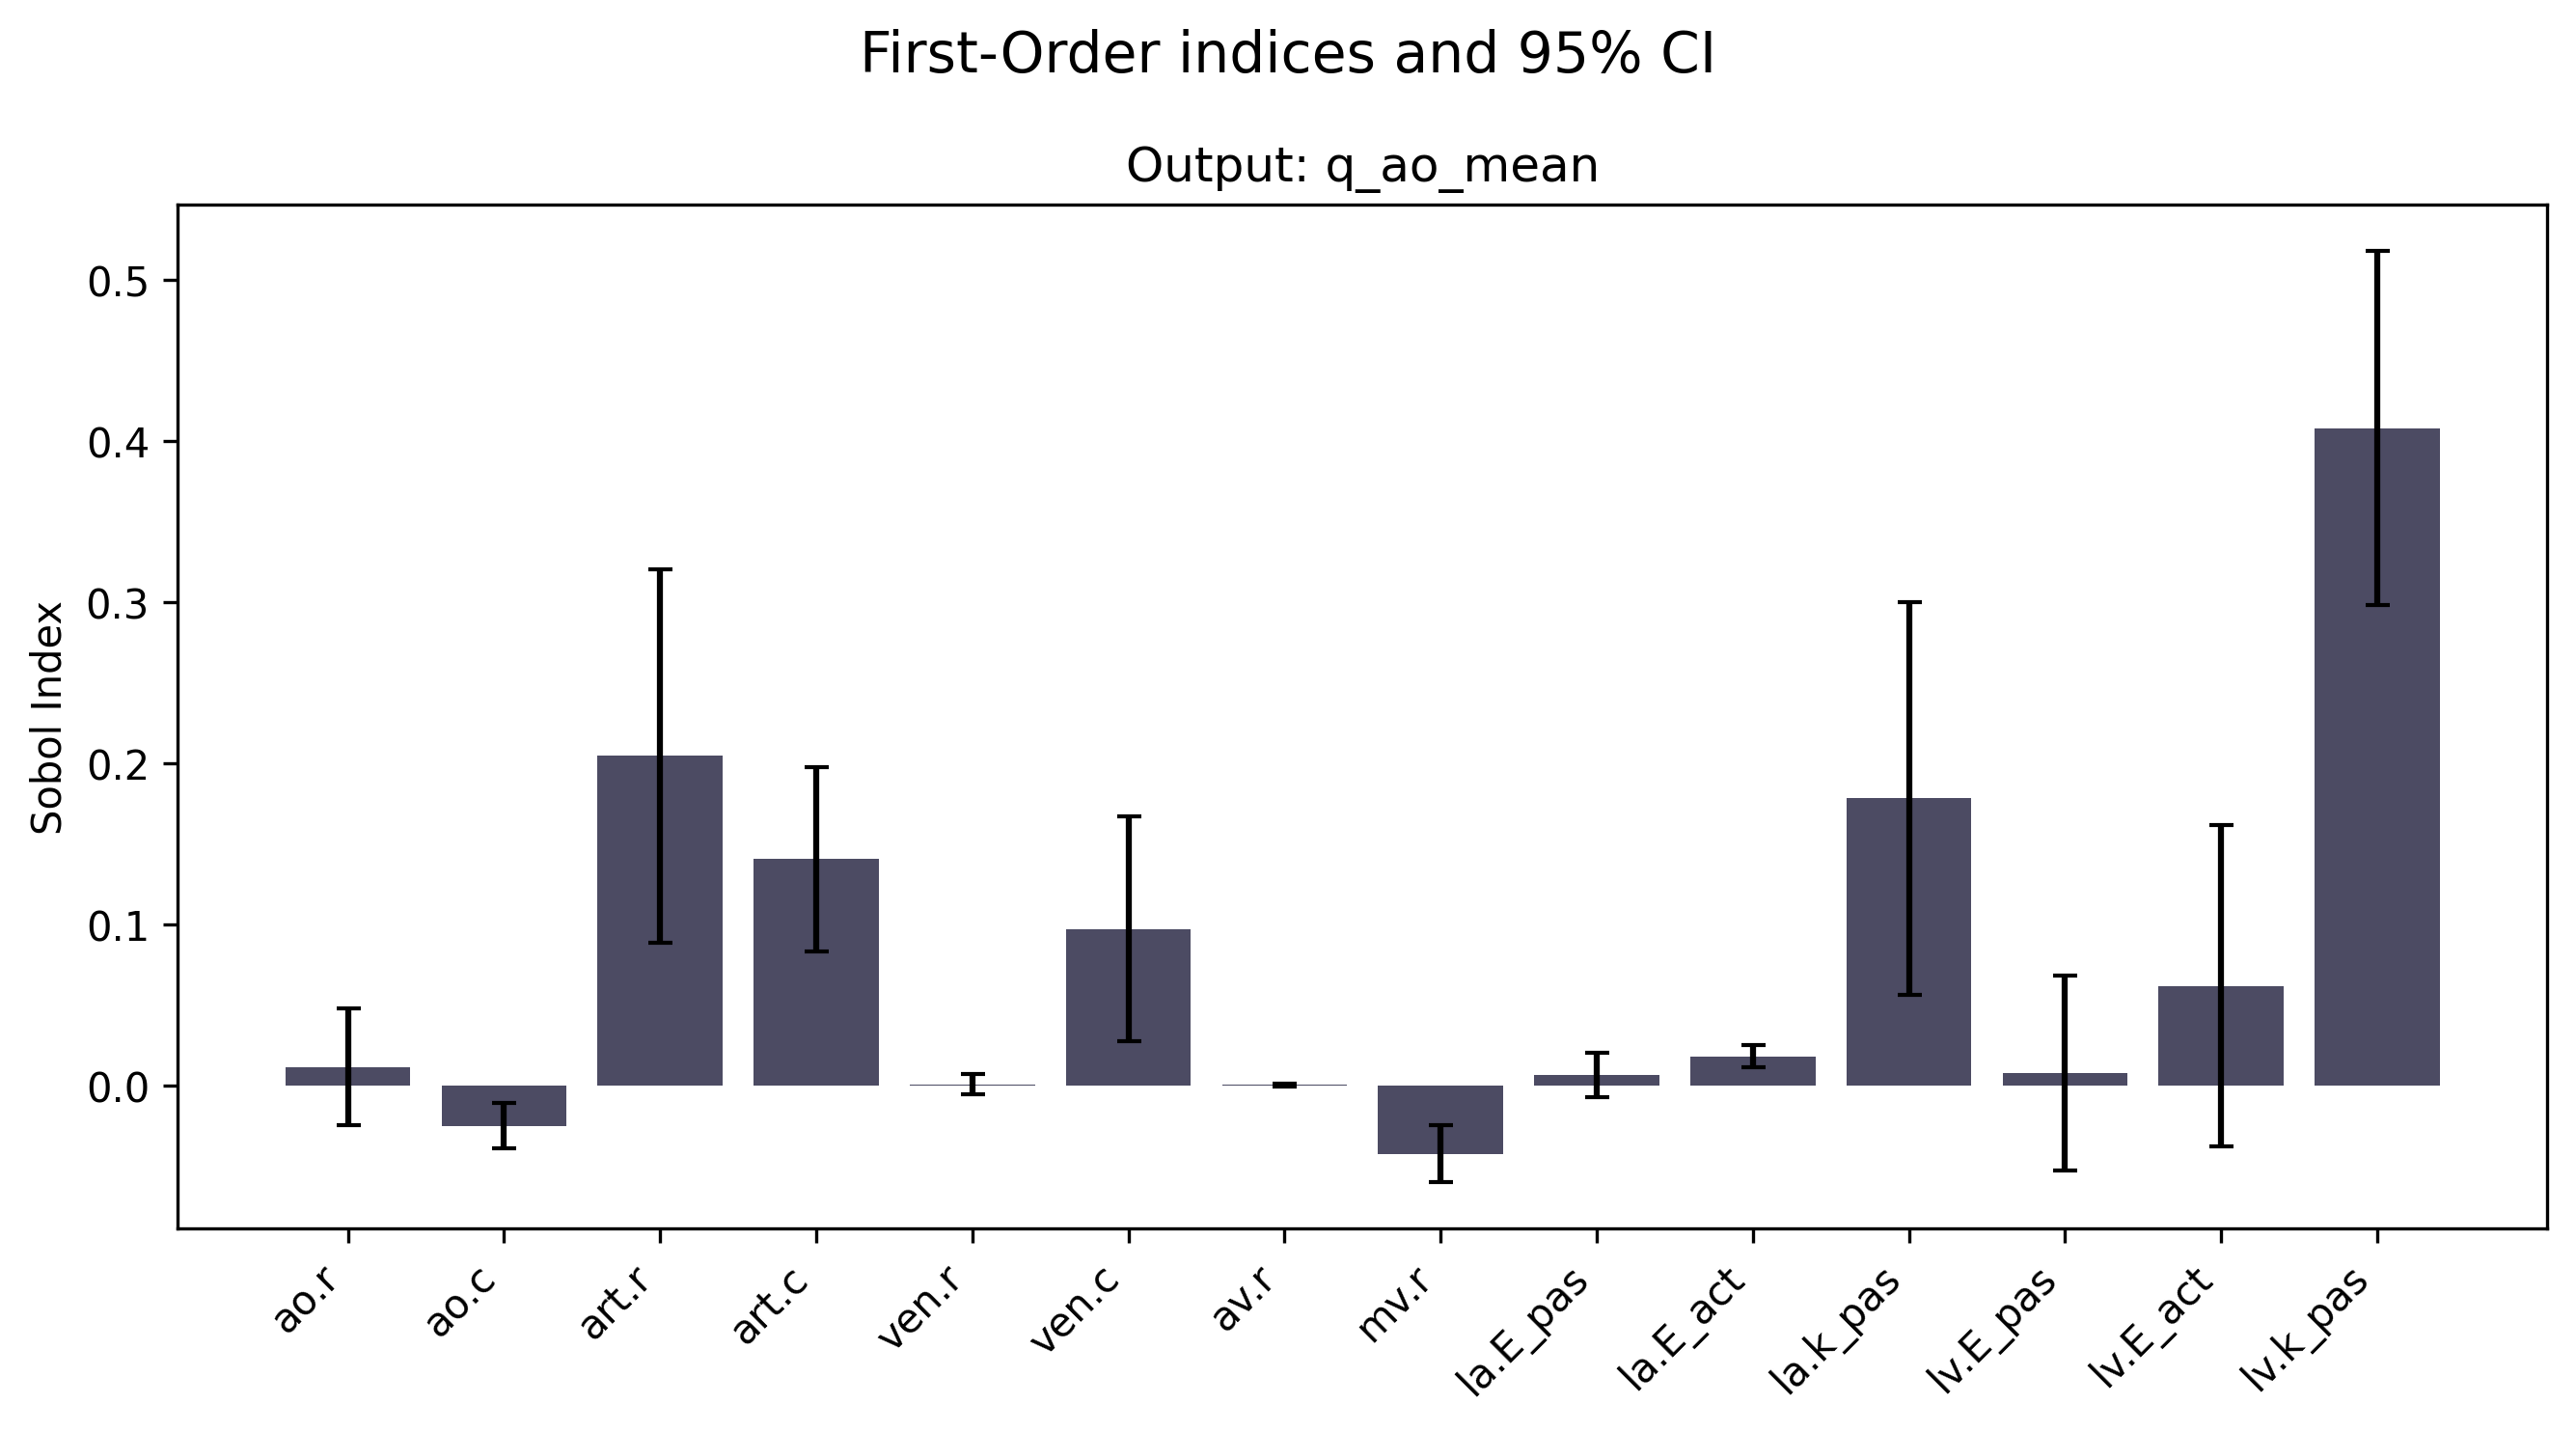 First-Order indices and 95% CI
Output: q_ao_mean
Sobol Index
0.5
0.4
0.3
0.2
0.1
0.0
ao.r
ao.c
art.r
art.c
ven.r
ven.c
av.r
mv.r
la.E_pas
la.E_act
la.k_pas
lv.E_pas
lv.E_act
lv.k_pas